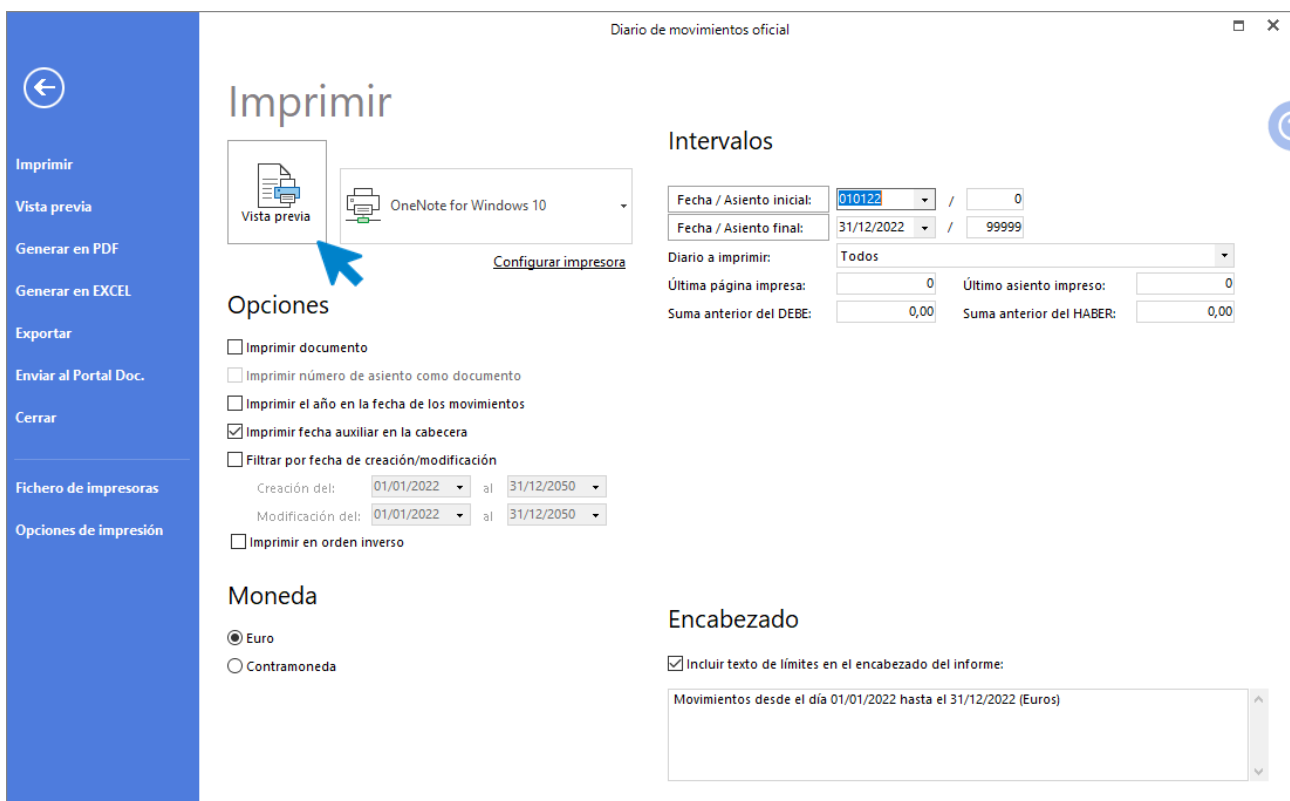 Diario de movimientos oficial
Imprimir
Vista previa
Generar en PDF
Generar en EXCEL
Exportar
Enviar al Portal Doc.
Cerrar
Fichero de impresoras
Opciones de impresión
Imprimir
Vista previa
OneNote for Windows 10
Configurar impresora
Opciones
Imprimir documento
Imprimir número de asiento como documento
Imprimir el año en la fecha de los movimientos
Imprimir fecha auxiliar en la cabecera
Filtrar por fecha de creación/modificación
Creación del: 01/01/2022 al 31/12/2050
Modificación del: 01/01/2022 al 31/12/2050
Imprimir en orden inverso
Moneda
Euro
Contramoneda
Intervalos
Fecha / Asiento inicial: 010122 / 0
Fecha / Asiento final: 31/12/2022 / 99999
Diario a imprimir: Todos
Última página impresa: 0 Último asiento impreso: 0
Suma anterior del DEBE: 0,00 Suma anterior del HABER: 0,00
Encabezado
Incluir texto de límites en el encabezado del informe:
Movimientos desde el día 01/01/2022 hasta el 31/12/2022 (Euros)